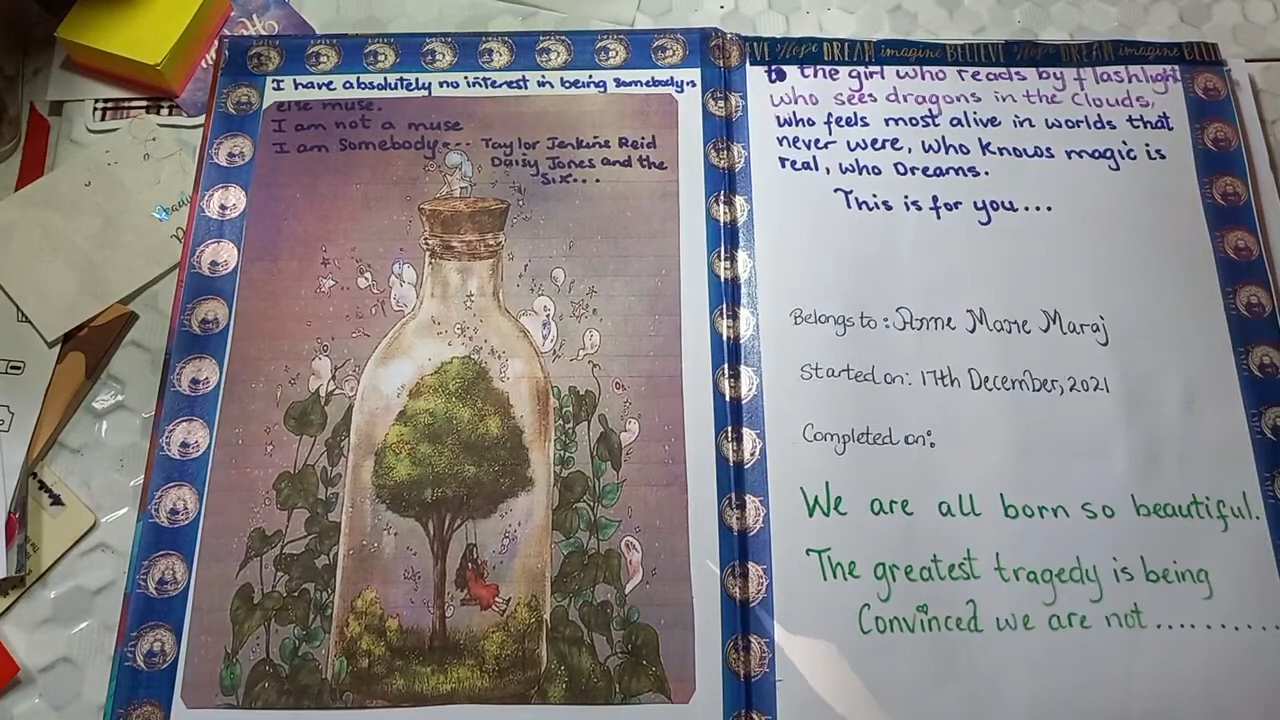 I have absolutely no interest in being somebody's
else muse.
I am not a muse
I am Somebody... Taylor Jenkins Reid
Daisy Jones and the
Six...
Hope DREAM imagine BELIEVE Hope DREAM imagine
to the girl who reads by flashlight
who sees dragons in the clouds,
who feels most alive in worlds that
never were, who knows magic is
real, who Dreams.
This is for you...
Belongs to: Anne Marie Maraj
Started on: 17th December, 2021
Completed on:
We are all born so beautiful.
The greatest tragedy is being
Convinced we are not..........